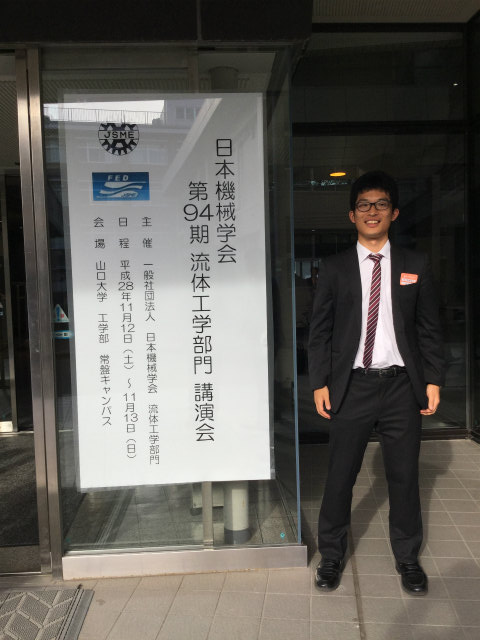 日本機械学会
第94期 流体工学部門 講演会
主 催 一般社団法人 日本機械学会 流体工学部門
日 程 平成28年11月12日(土) ～ 11月13日(日)
会 場 山口大学 工学部 常盤キャンパス
JSME
FED